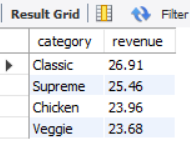 Result Grid Filter
category revenue
Classic 26.91
Supreme 25.46
Chicken 23.96
Veggie 23.68